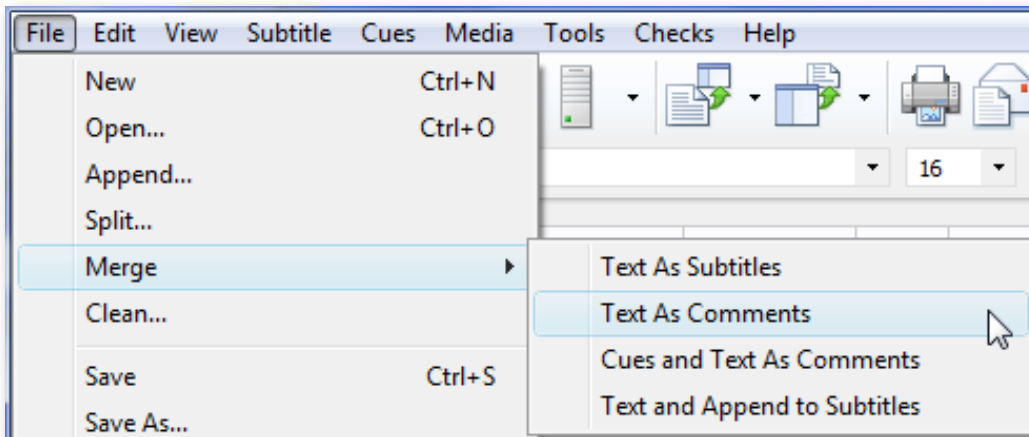 File Edit View Subtitle Cues Media Tools Checks Help
New Ctrl+N
Open... Ctrl+O
Append...
16
Split...
Merge
Text As Subtitles
Clean...
Text As Comments
Cues and Text As Comments
Save Ctrl+S
Text and Append to Subtitles
Save As...